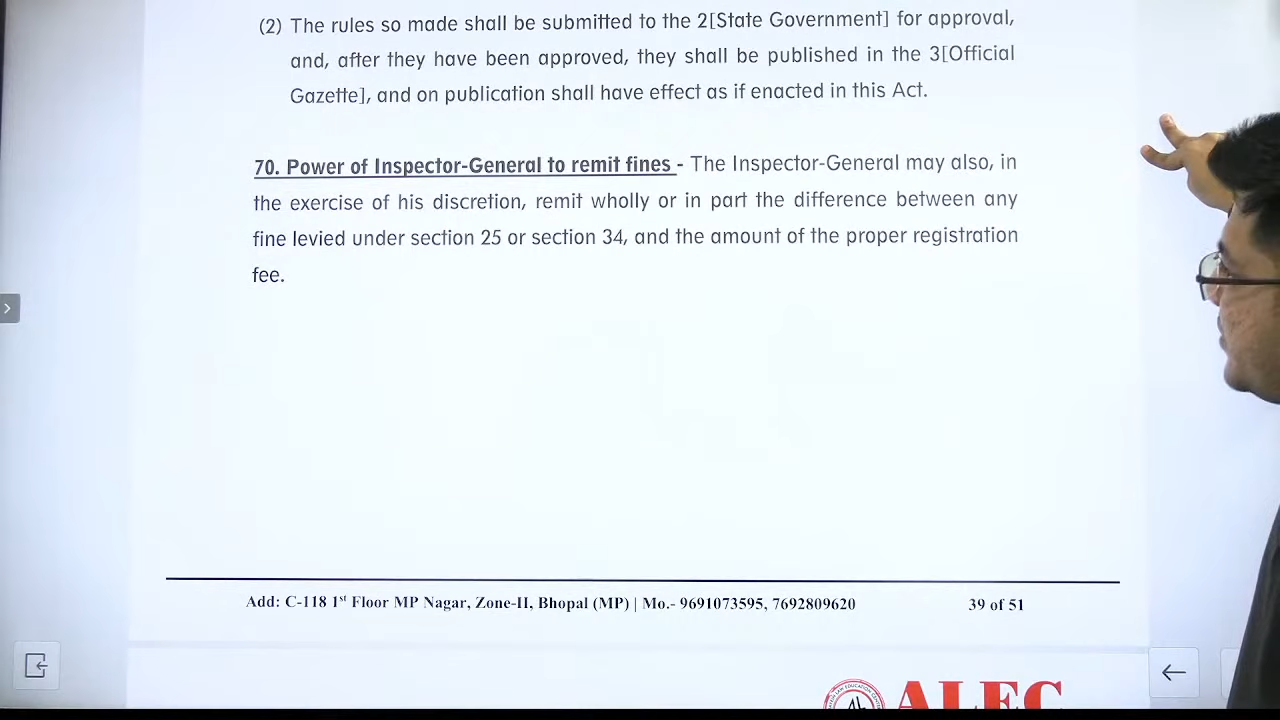 (2) The rules so made shall be submitted to the 2[State Government] for approval,
and, after they have been approved, they shall be published in the 3[Official
Gazette], and on publication shall have effect as if enacted in this Act.
70. Power of Inspector-General to remit fines - The Inspector-General may also, in
the exercise of his discretion, remit wholly or in part the difference between any
fine levied under section 25 or section 34, and the amount of the proper registration
fee.
Add: C-118 1st Floor MP Nagar, Zone-II, Bhopal (MP) | Mo.- 9691073595, 7692809620
39 of 51
ALEC